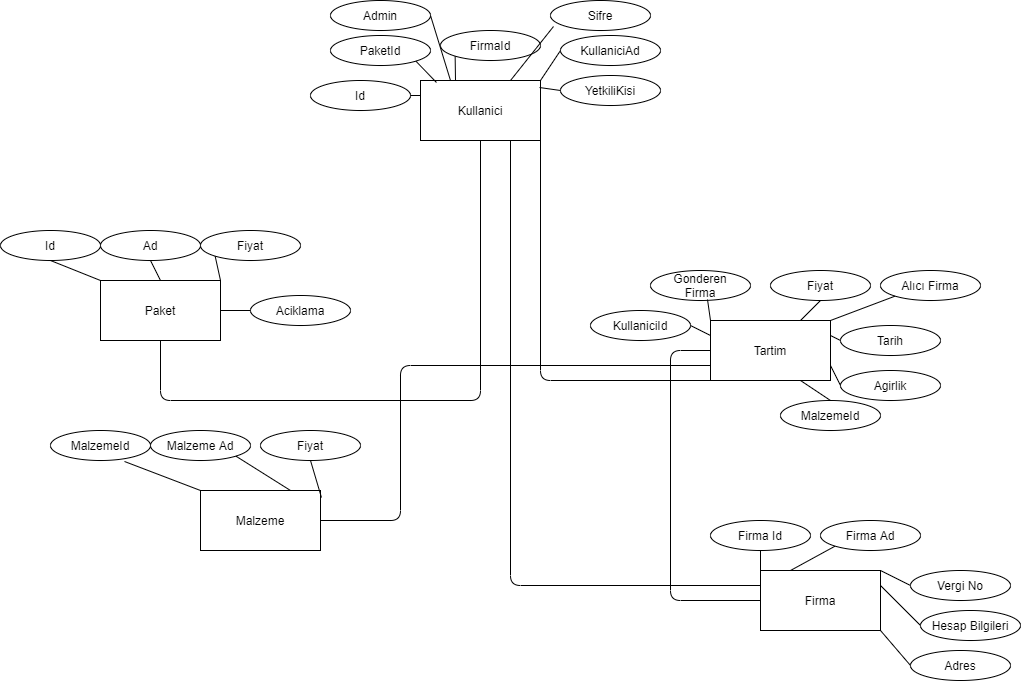 Admin
Sifre
PaketId
FirmaId
KullaniciAd
Id
YetkiliKisi
Kullanici
Id
Ad
Fiyat
Paket
Aciklama
Gonderen
Firma
Fiyat
Alıcı Firma
KullaniciId
Tarih
Tartim
Agirlik
MalzemeId
MalzemeId
Malzeme Ad
Fiyat
Malzeme
Firma Id
Firma Ad
Vergi No
Firma
Hesap Bilgileri
Adres